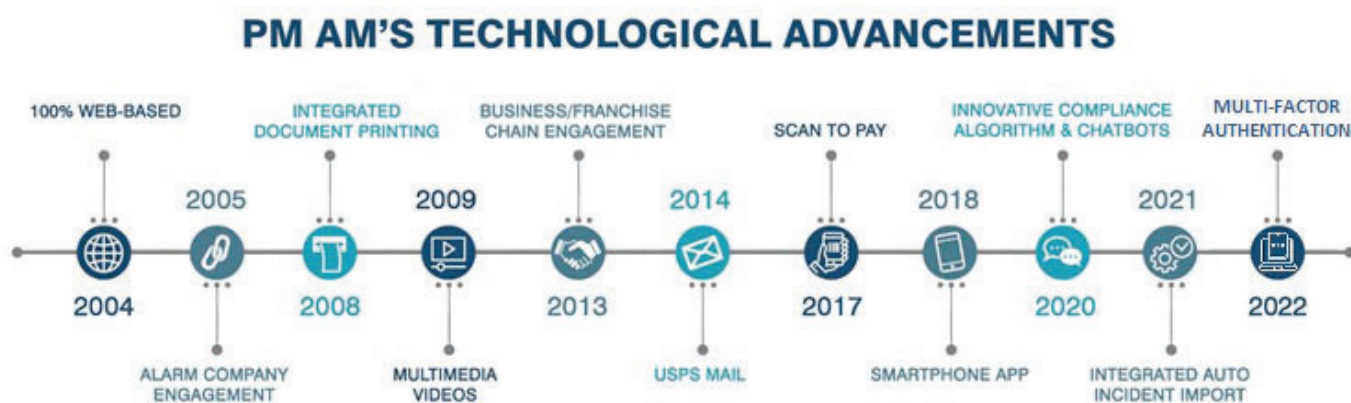 PM AM'S TECHNOLOGICAL ADVANCEMENTS
100% WEB-BASED
2004
2005
ALARM COMPANY
ENGAGEMENT
INTEGRATED
DOCUMENT PRINTING
2008
2009
MULTIMEDIA
VIDEOS
BUSINESS/FRANCHISE
CHAIN ENGAGEMENT
2013
2014
USPS MAIL
SCAN TO PAY
2017
2018
SMARTPHONE APP
INNOVATIVE COMPLIANCE
ALGORITHM & CHATBOTS
2020
2021
INTEGRATED AUTO
INCIDENT IMPORT
MULTI-FACTOR
AUTHENTICATION
2022